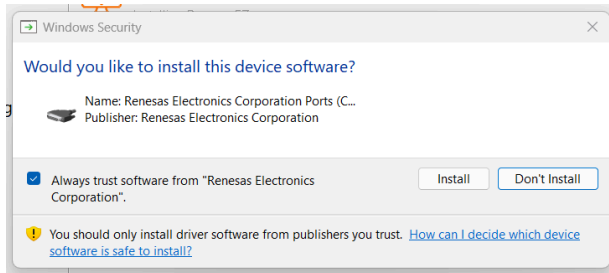 Windows Security
Would you like to install this device software?
Name: Renesas Electronics Corporation Ports (C...
Publisher: Renesas Electronics Corporation
Always trust software from "Renesas Electronics
Corporation".
Install
Don't Install
You should only install driver software from publishers you trust. How can I decide which device
software is safe to install?